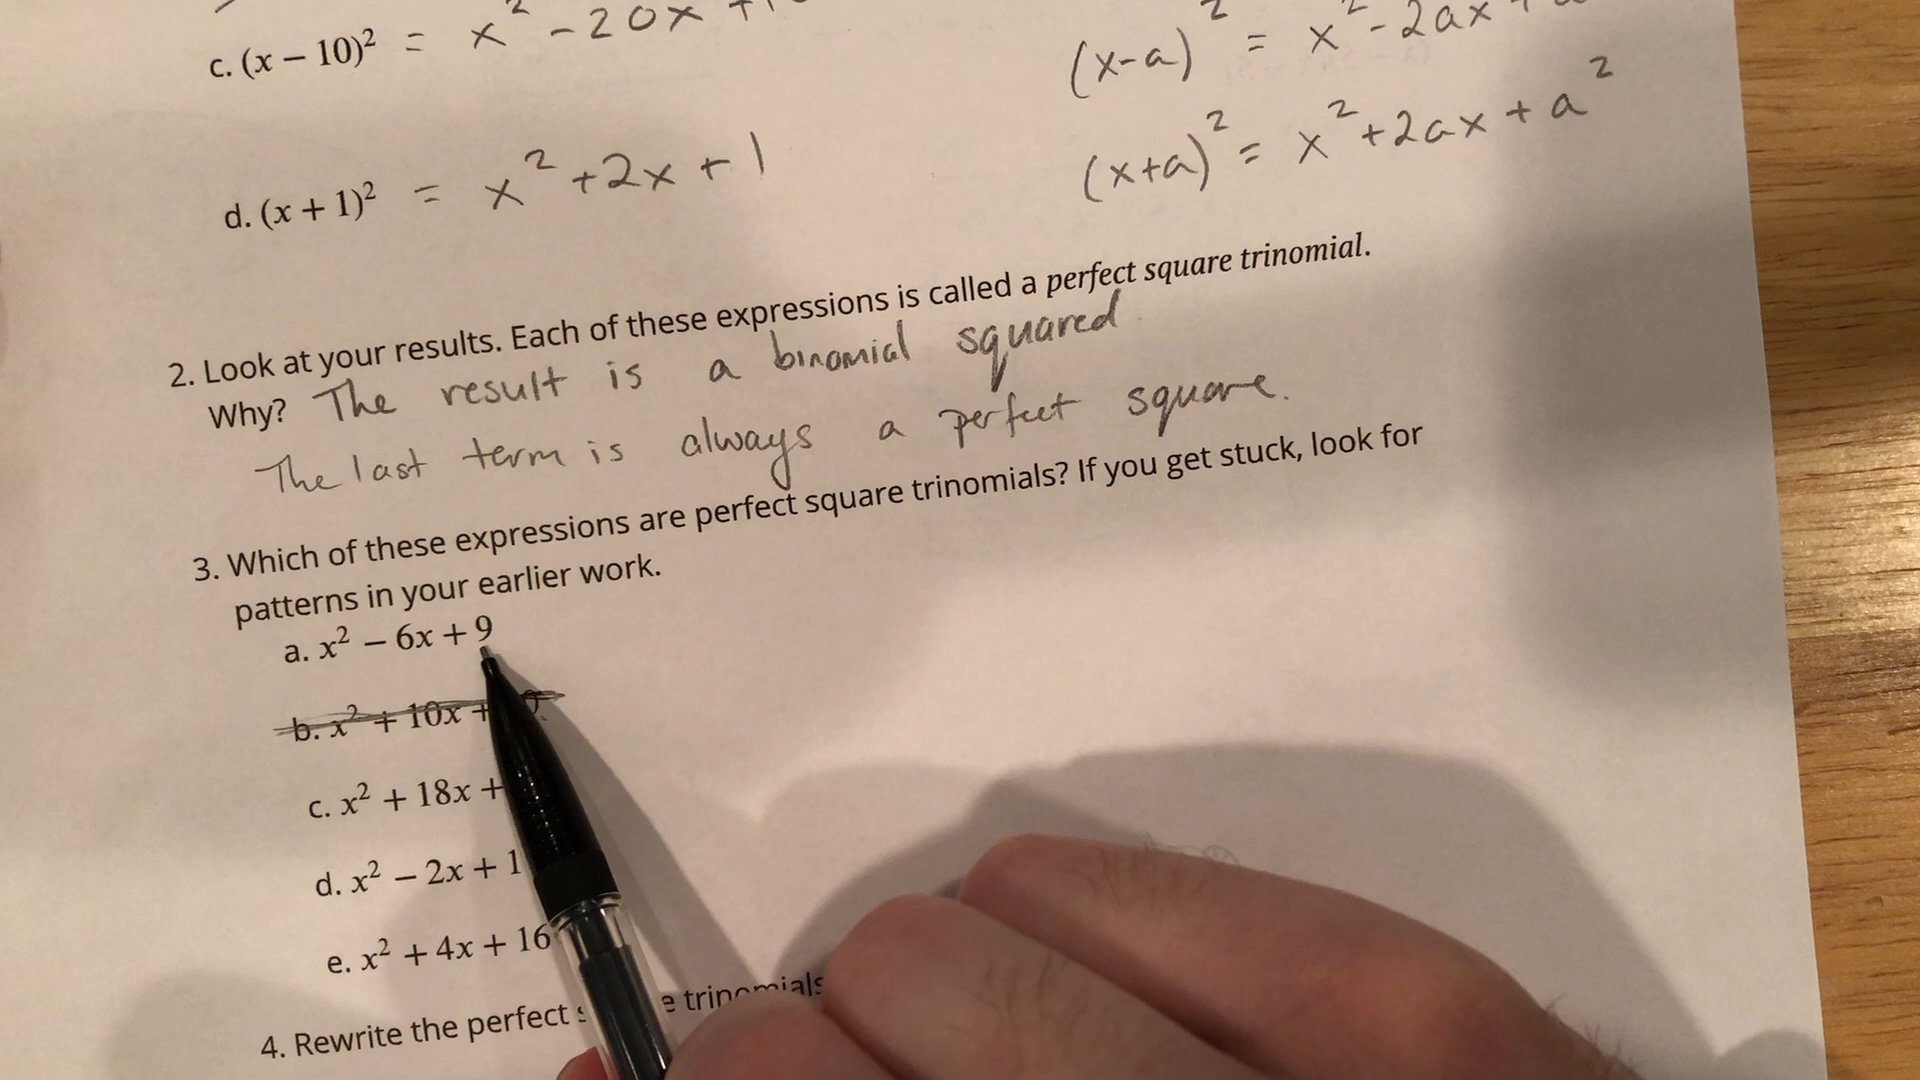 c. (x − 10)² = x² − 20x +
(x-a)² = x² - 2ax +
d. (x + 1)² = x² + 2x + 1
(x+a)² = x² + 2ax + a²
2. Look at your results. Each of these expressions is called a perfect square trinomial.
Why? The result is a binomial squared
The last term is always a perfect square.
3. Which of these expressions are perfect square trinomials? If you get stuck, look for
patterns in your earlier work.
a. x² − 6x + 9
b. x² + 10x +
c. x² + 18x +
d. x² − 2x + 1
e. x² + 4x + 16
4. Rewrite the perfect trinomials